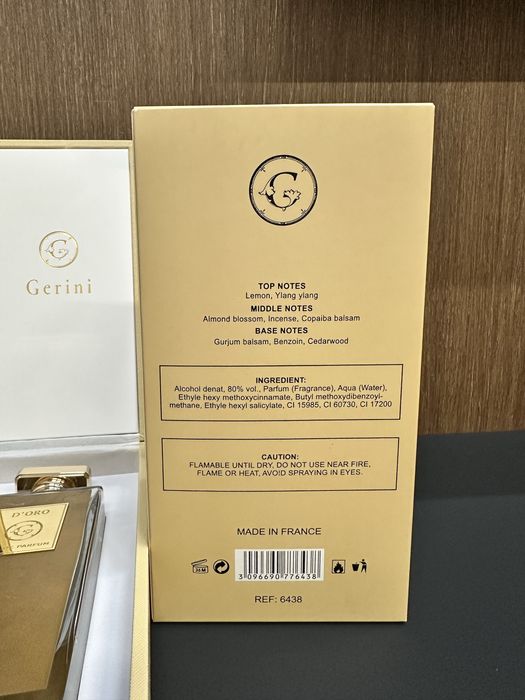 G
Gerini
D'ORO
G
PARFUM
G
TOP NOTES
Lemon, Ylang ylang
MIDDLE NOTES
Almond blossom, Incense, Copaiba balsam
BASE NOTES
Gurjum balsam, Benzoin, Cedarwood
INGREDIENT:
Alcohol denat, 80% vol., Parfum (Fragrance), Aqua (Water),
Ethyle hexy methoxycinnamate, Butyl methoxydibenzoyl-
methane, Ethyle hexyl salicylate, CI 15985, CI 60730, CI 17200
CAUTION:
FLAMABLE UNTIL DRY, DO NOT USE NEAR FIRE,
FLAME OR HEAT, AVOID SPRAYING IN EYES.
MADE IN FRANCE
36M
3 096690 776438
REF: 6438